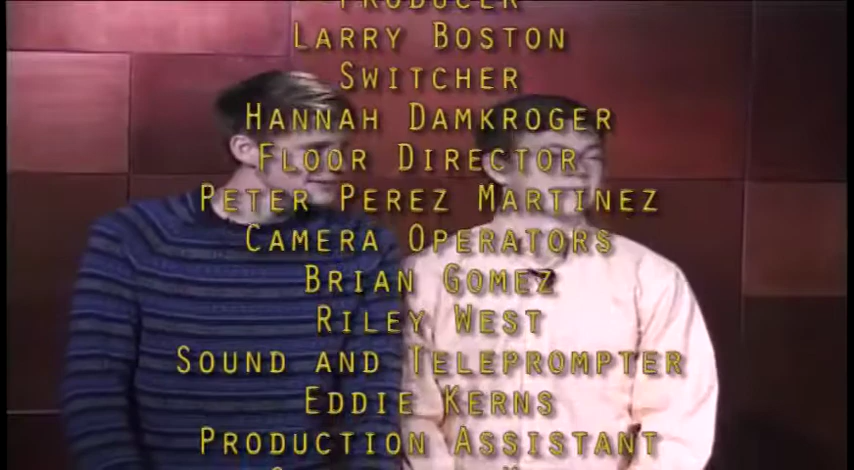 PRODUCER
LARRY BOSTON
SWITCHER
HANNAH DAMKROGER
FLOOR DIRECTOR
PETER PEREZ MARTINEZ
CAMERA OPERATORS
BRIAN GOMEZ
RILEY WEST
SOUND AND TELEPROMPTER
EDDIE KERNS
PRODUCTION ASSISTANT